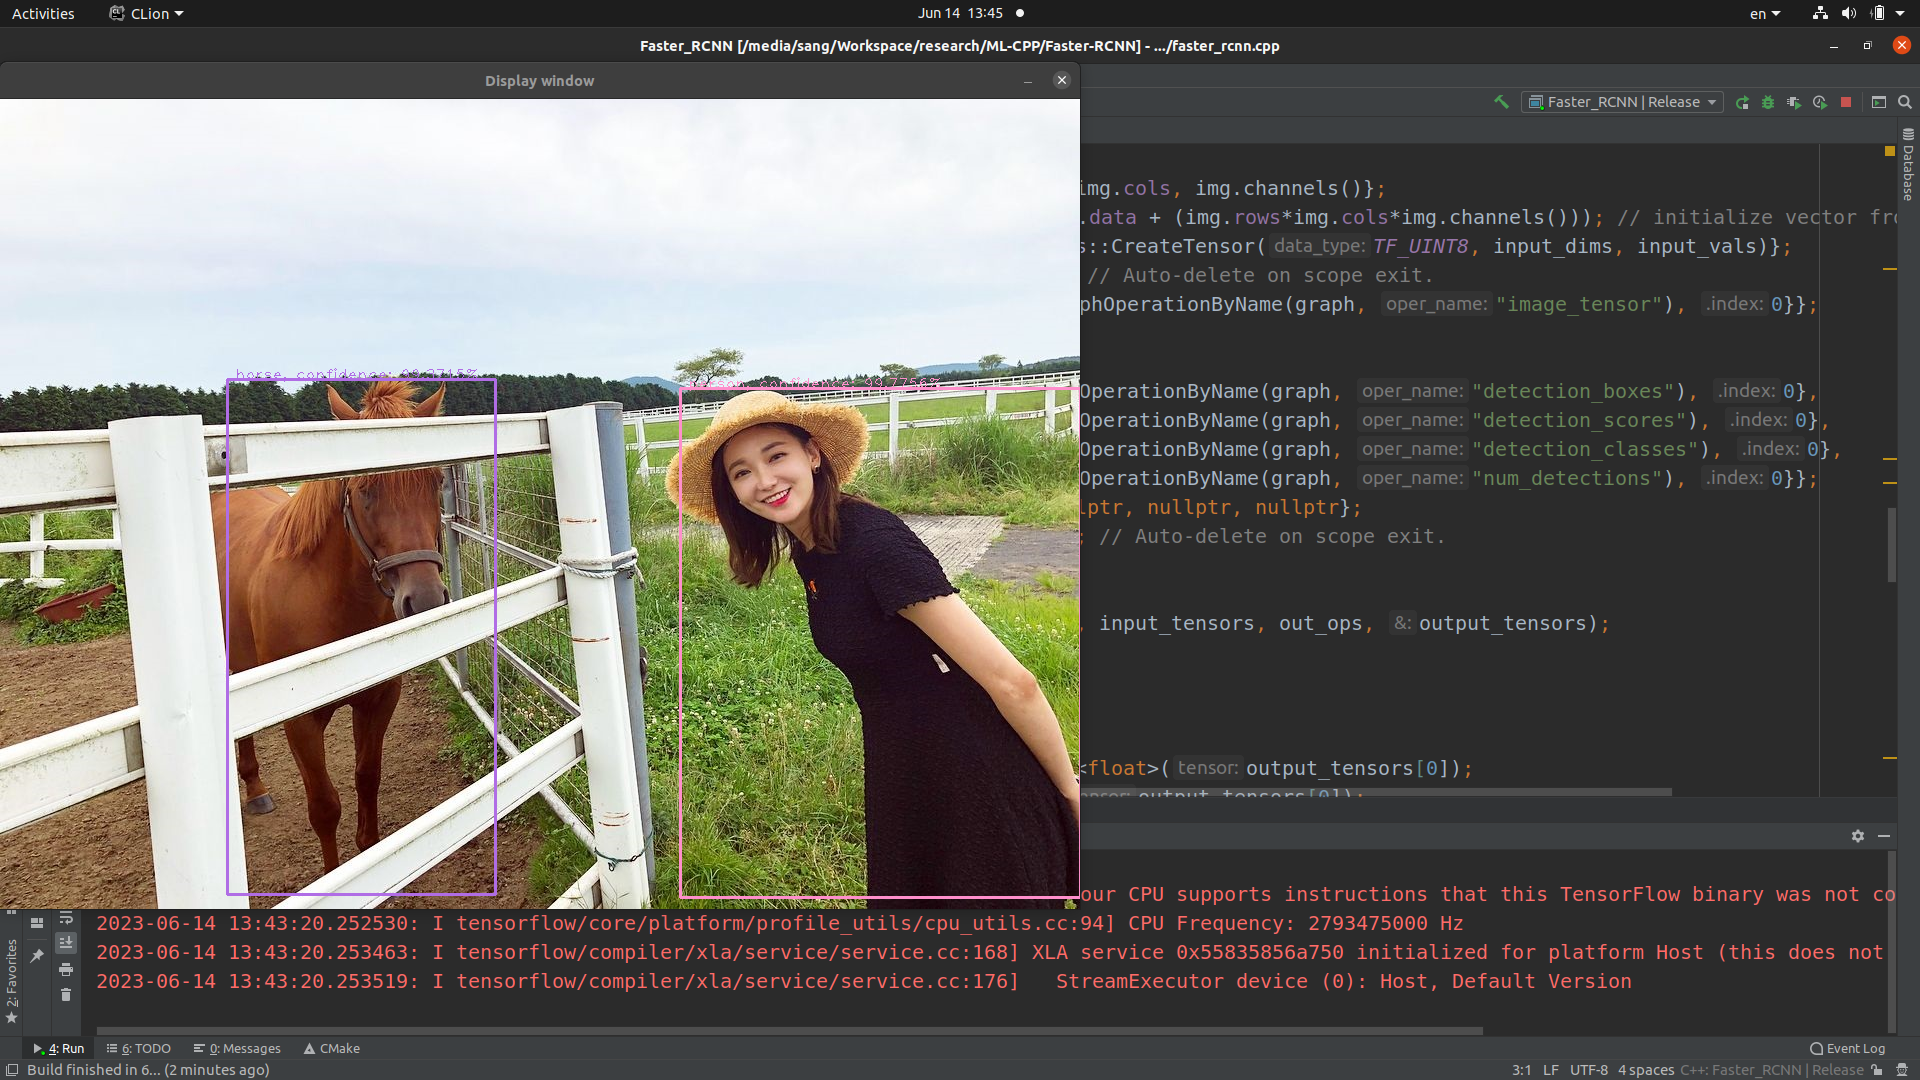 Activities
CLion
Jun 14 13:45
en
Faster_RCNN [/media/sang/Workspace/research/ML-CPP/Faster-RCNN] - .../faster_rcnn.cpp
Display window
Faster_RCNN | Release
Database
img.cols, img.channels()};
.data + (img.rows*img.cols*img.channels())); // initialize vector fr
s::CreateTensor( data_type: TF_UINT8, input_dims, input_vals)};
// Auto-delete on scope exit.
phOperationByName(graph, oper_name: "image_tensor"), .index: 0}};
horse, confidence: 99.2715%
person, confidence: 99.7756%
OperationByName(graph, oper_name: "detection_boxes"), .index: 0},
OperationByName(graph, oper_name: "detection_scores"), .index: 0},
OperationByName(graph, oper_name: "detection_classes"), .index: 0},
OperationByName(graph, oper_name: "num_detections"), .index: 0}};
lptr, nullptr, nullptr};
; // Auto-delete on scope exit.
, input_tensors, out_ops, &: output_tensors);
<float>( tensor: output_tensors[0]);
output_tensors[0]);
our CPU supports instructions that this TensorFlow binary was not co
2023-06-14 13:43:20.252530: I tensorflow/core/platform/profile_utils/cpu_utils.cc:94] CPU Frequency: 2793475000 Hz
2023-06-14 13:43:20.253463: I tensorflow/compiler/xla/service/service.cc:168] XLA service 0x55835856a750 initialized for platform Host (this does not
2023-06-14 13:43:20.253519: I tensorflow/compiler/xla/service/service.cc:176]   StreamExecutor device (0): Host, Default Version
2: Favorites
4: Run
6: TODO
0: Messages
CMake
Event Log
Build finished in 6... (2 minutes ago)
3:1 LF UTF-8 4 spaces C++: Faster_RCNN | Release